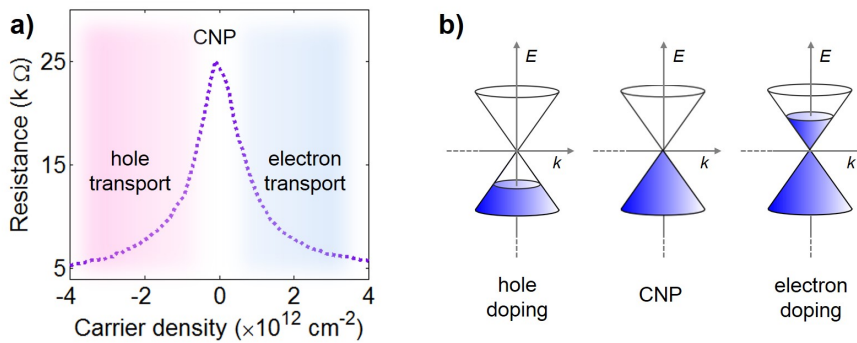 a)
CNP
Resistance (k Ω)
25
15
5
hole
transport
electron
transport
-4
-2
0
2
4
Carrier density (×10¹² cm⁻²)
b)
E
k
hole
doping
E
k
CNP
E
k
electron
doping